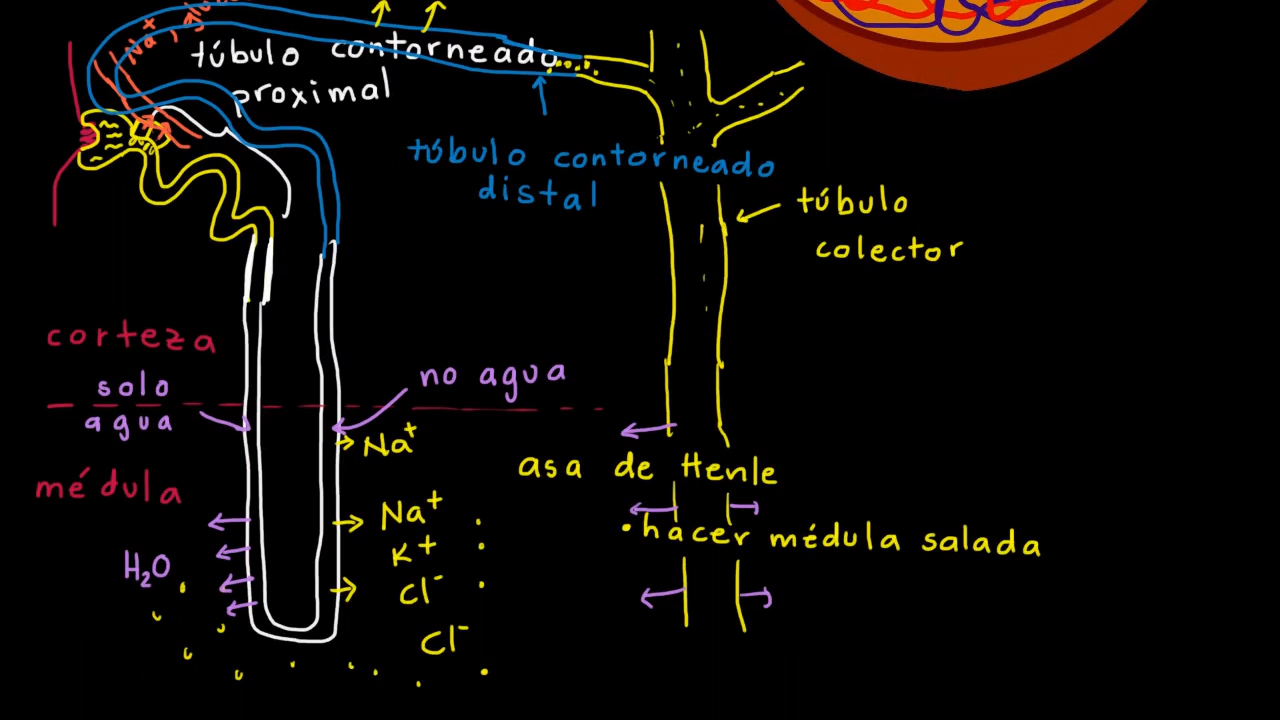 Na⁺,
túbulo contorneado
proximal
túbulo contorneado
distal
túbulo
colector
corteza
solo
agua
no agua
Na⁺
médula
asa de Henle
Na⁺
K⁺
•hacer médula salada
H₂O
Cl⁻
Cl⁻